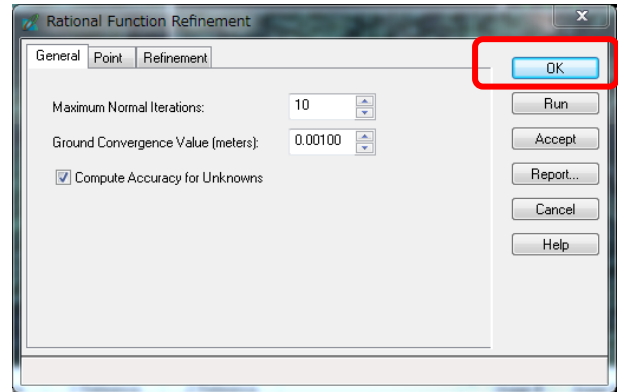 Rational Function Refinement
General Point Refinement
OK
Maximum Normal Iterations: 10
Run
Ground Convergence Value (meters): 0.00100
Accept
Compute Accuracy for Unknowns
Report...
Cancel
Help